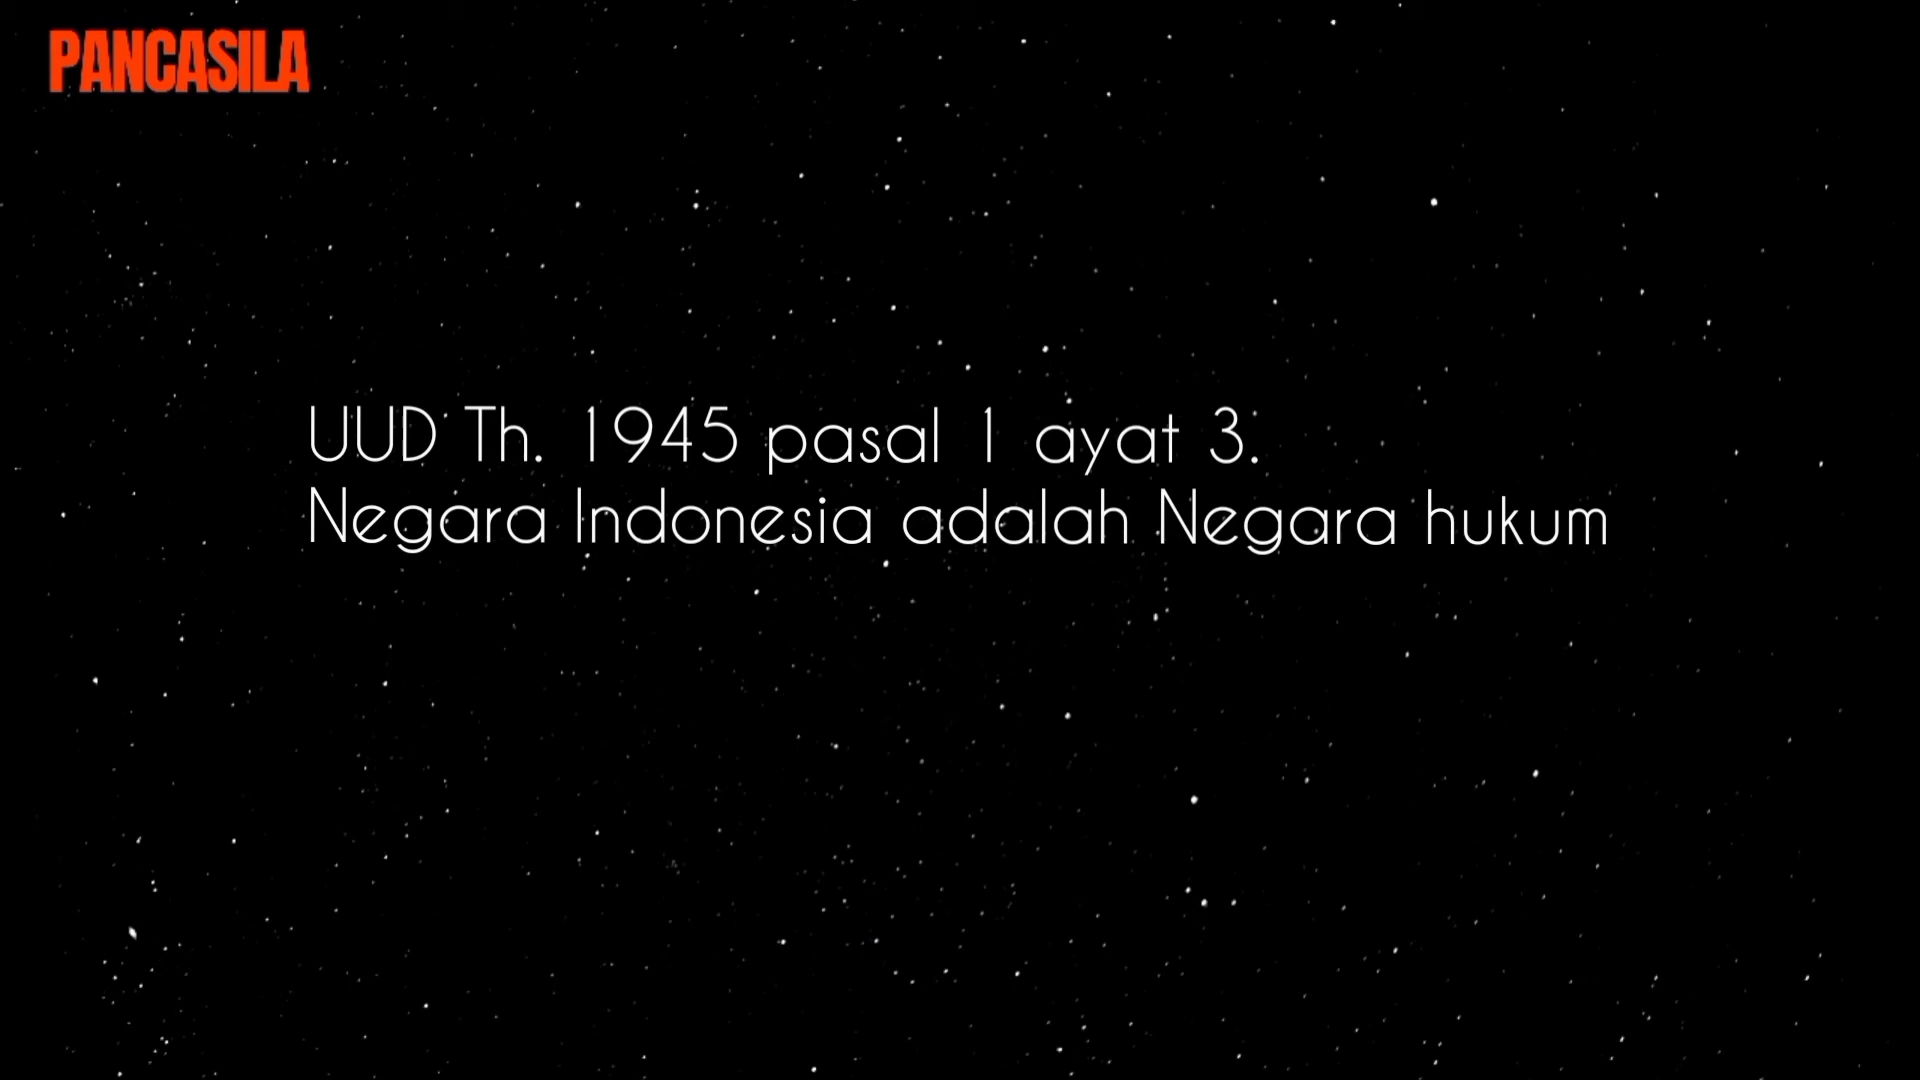 PANCASILA
UUD Th. 1945 pasal 1 ayat 3.
Negara Indonesia adalah Negara hukum